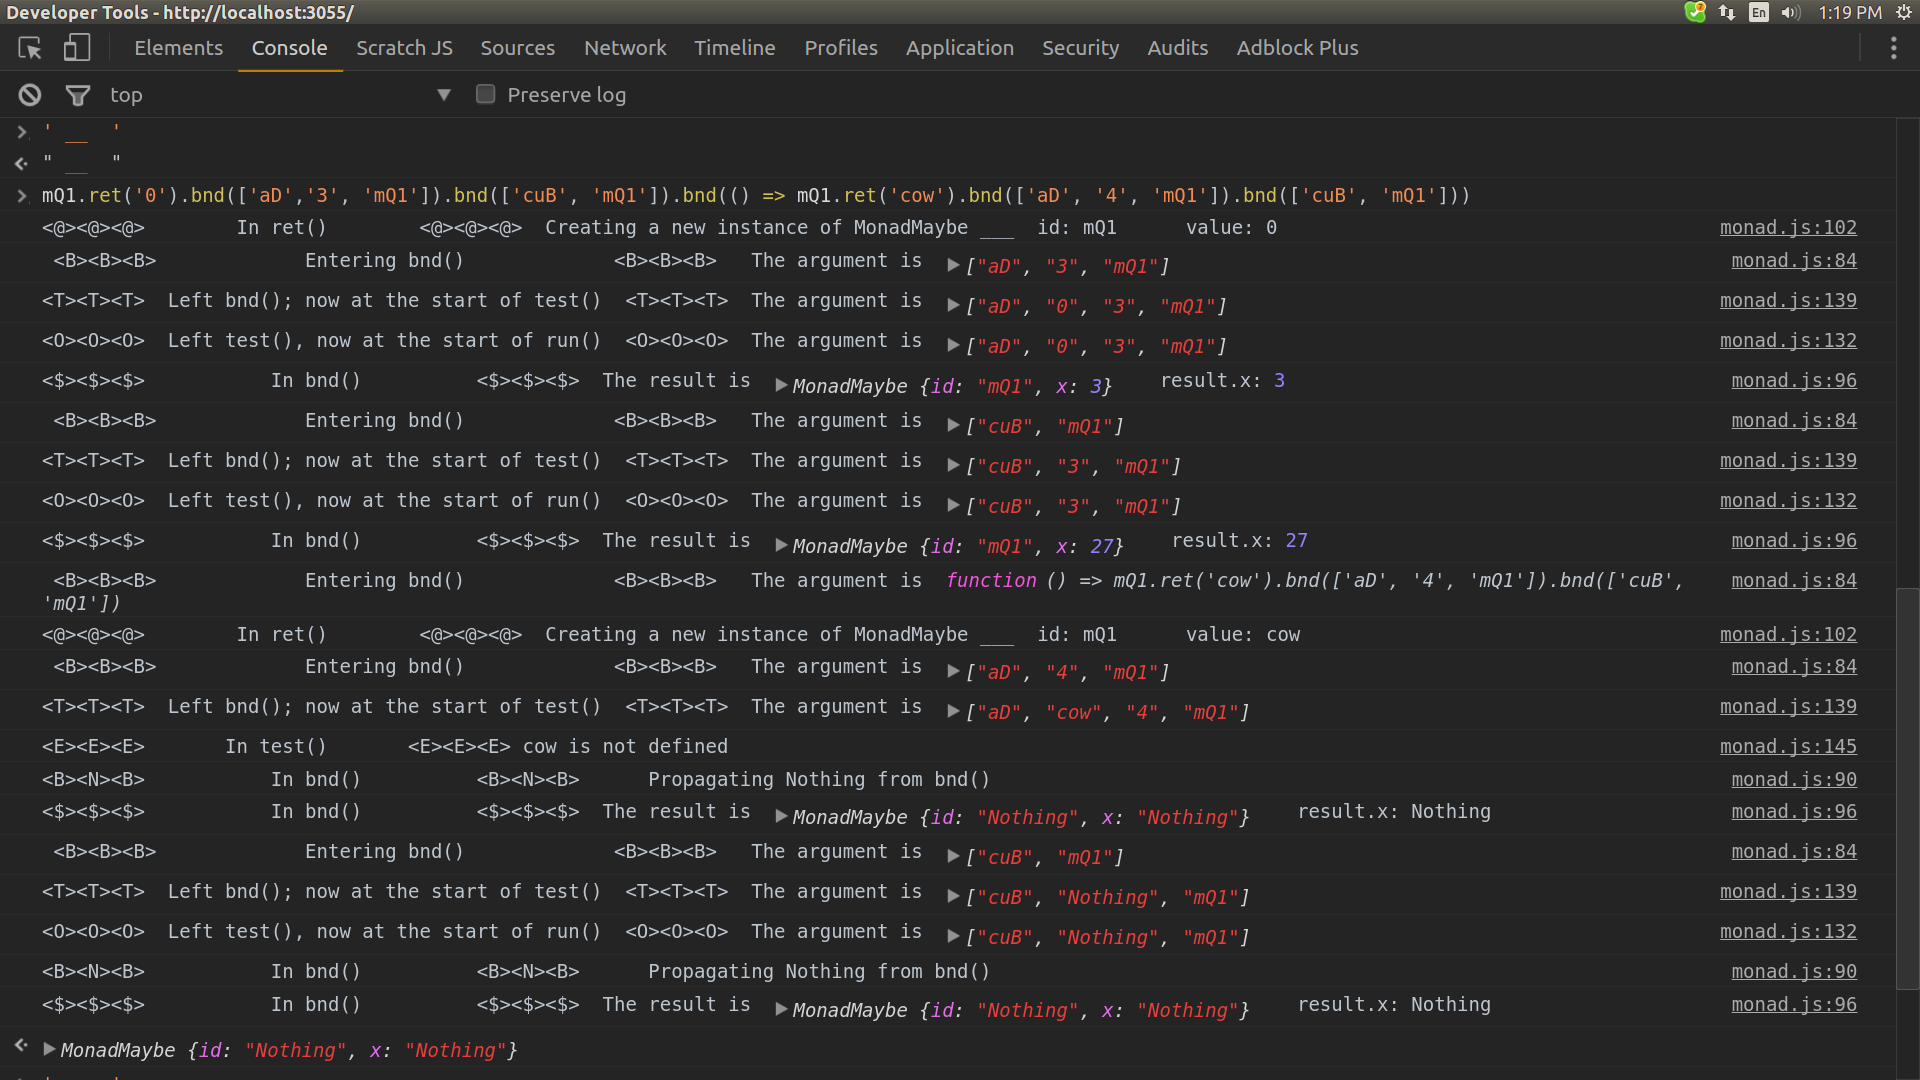 Developer Tools - http://localhost:3055/ En 1:19 PM
Elements Console Scratch JS Sources Network Timeline Profiles Application Security Audits Adblock Plus
top ▼ Preserve log
' __ '
" __ "
mQ1.ret('0').bnd(['aD','3', 'mQ1']).bnd(['cuB', 'mQ1']).bnd(() => mQ1.ret('cow').bnd(['aD', '4', 'mQ1']).bnd(['cuB', 'mQ1']))
<@><@><@> In ret() <@><@><@> Creating a new instance of MonadMaybe ___ id: mQ1 value: 0 monad.js:102
<B><B><B> Entering bnd() <B><B><B> The argument is ▶["aD", "3", "mQ1"] monad.js:84
<T><T><T> Left bnd(); now at the start of test() <T><T><T> The argument is ▶["aD", "0", "3", "mQ1"] monad.js:139
<O><O><O> Left test(), now at the start of run() <O><O><O> The argument is ▶["aD", "0", "3", "mQ1"] monad.js:132
<$><$><$> In bnd() <$><$><$> The result is ▶MonadMaybe {id: "mQ1", x: 3} result.x: 3 monad.js:96
<B><B><B> Entering bnd() <B><B><B> The argument is ▶["cuB", "mQ1"] monad.js:84
<T><T><T> Left bnd(); now at the start of test() <T><T><T> The argument is ▶["cuB", "3", "mQ1"] monad.js:139
<O><O><O> Left test(), now at the start of run() <O><O><O> The argument is ▶["cuB", "3", "mQ1"] monad.js:132
<$><$><$> In bnd() <$><$><$> The result is ▶MonadMaybe {id: "mQ1", x: 27} result.x: 27 monad.js:96
<B><B><B> Entering bnd() <B><B><B> The argument is function () => mQ1.ret('cow').bnd(['aD', '4', 'mQ1']).bnd(['cuB', monad.js:84
'mQ1'])
<@><@><@> In ret() <@><@><@> Creating a new instance of MonadMaybe ___ id: mQ1 value: cow monad.js:102
<B><B><B> Entering bnd() <B><B><B> The argument is ▶["aD", "4", "mQ1"] monad.js:84
<T><T><T> Left bnd(); now at the start of test() <T><T><T> The argument is ▶["aD", "cow", "4", "mQ1"] monad.js:139
<E><E><E> In test() <E><E><E> cow is not defined monad.js:145
<B><N><B> In bnd() <B><N><B> Propagating Nothing from bnd() monad.js:90
<$><$><$> In bnd() <$><$><$> The result is ▶MonadMaybe {id: "Nothing", x: "Nothing"} result.x: Nothing monad.js:96
<B><B><B> Entering bnd() <B><B><B> The argument is ▶["cuB", "mQ1"] monad.js:84
<T><T><T> Left bnd(); now at the start of test() <T><T><T> The argument is ▶["cuB", "Nothing", "mQ1"] monad.js:139
<O><O><O> Left test(), now at the start of run() <O><O><O> The argument is ▶["cuB", "Nothing", "mQ1"] monad.js:132
<B><N><B> In bnd() <B><N><B> Propagating Nothing from bnd() monad.js:90
<$><$><$> In bnd() <$><$><$> The result is ▶MonadMaybe {id: "Nothing", x: "Nothing"} result.x: Nothing monad.js:96
▶MonadMaybe {id: "Nothing", x: "Nothing"}